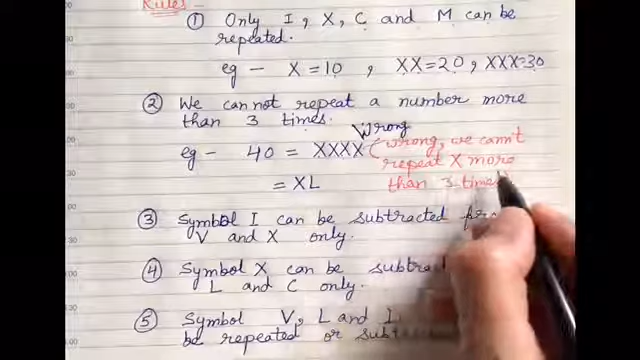 Rules -
① Only I, X, C and M can be
repeated.
eg - X = 10 , XX = 20 , XXX = 30
② We can not repeat a number more
than 3 times.
Wrong
eg - 40 = XXXX (wrong, we cann't
repeat X more
than 3 times
= XL
③ Symbol I can be subtracted
V and X only.
④ Symbol X can be
L and C only.
⑤ Symbol V, L and
be repeated or